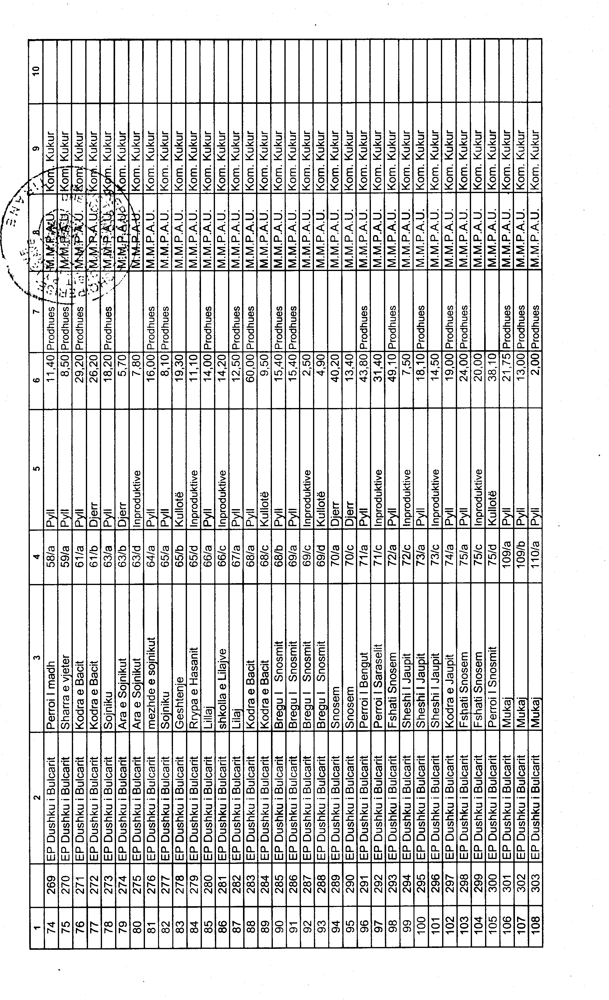 1 2 3 4 5 6 7 8 9 10
74 269 EP Dushku i Bulcarit Perroi I madh 58/a Pyll 11,40 Prodhues M.M.P.A.U. Kom. Kukur
75 270 EP Dushku i Bulcarit Sharra e vjeter 59/a Pyll 8,50 Prodhues M.M.P.A.U. Kom. Kukur
76 271 EP Dushku i Bulcarit Kodra e Bacit 61/a Pyll 29,20 Prodhues M.M.P.A.U. Kom. Kukur
77 272 EP Dushku i Bulcarit Kodra e Bacit 61/b Djerr 26,20 M.M.P.A.U. Kom. Kukur
78 273 EP Dushku i Bulcarit Sojniku 63/a Pyll 18,20 Prodhues M.M.P.A.U. Kom. Kukur
79 274 EP Dushku i Bulcarit Ara e Sojnikut 63/b Djerr 5,70 M.M.P.A.U. Kom. Kukur
80 275 EP Dushku i Bulcarit Ara e Sojnikut 63/d Inproduktive 7,80 M.M.P.A.U. Kom. Kukur
81 276 EP Dushku i Bulcarit mezhde e sojnikut 64/a Pyll 16,00 Prodhues M.M.P.A.U. Kom. Kukur
82 277 EP Dushku i Bulcarit Sojniku 65/a Pyll 8,10 Prodhues M.M.P.A.U. Kom. Kukur
83 278 EP Dushku i Bulcarit Geshtenje 65/b Kullotë 19,30 M.M.P.A.U. Kom. Kukur
84 279 EP Dushku i Bulcarit Rrypa e Hasanit 65/d Inproduktive 11,10 M.M.P.A.U. Kom. Kukur
85 280 EP Dushku i Bulcarit Lillaj 66/a Pyll 14,00 Prodhues M.M.P.A.U. Kom. Kukur
86 281 EP Dushku i Bulcarit shkolla e Lilajve 66/c Inproduktive 14,20 M.M.P.A.U. Kom. Kukur
87 282 EP Dushku i Bulcarit Lilaj 67/a Pyll 12,50 Prodhues M.M.P.A.U. Kom. Kukur
88 283 EP Dushku i Bulcarit Kodra e Bacit 68/a Pyll 60,00 Prodhues M.M.P.A.U. Kom. Kukur
89 284 EP Dushku i Bulcarit Kodra e Bacit 68/c Kullotë 9,50 M.M.P.A.U. Kom. Kukur
90 285 EP Dushku i Bulcarit Bregu I Snosmit 68/b Pyll 15,40 Prodhues M.M.P.A.U. Kom. Kukur
91 286 EP Dushku i Bulcarit Bregu I Snosmit 69/a Pyll 15,40 Prodhues M.M.P.A.U. Kom. Kukur
92 287 EP Dushku i Bulcarit Bregu I Snosmit 69/c Inproduktive 2,50 M.M.P.A.U. Kom. Kukur
93 288 EP Dushku i Bulcarit Bregu I Snosmit 69/d Kullotë 4,90 M.M.P.A.U. Kom. Kukur
94 289 EP Dushku i Bulcarit Snosem 70/a Djerr 40,20 M.M.P.A.U. Kom. Kukur
95 290 EP Dushku i Bulcarit Snosem 70/c Djerr 13,40 M.M.P.A.U. Kom. Kukur
96 291 EP Dushku i Bulcarit Perroi I Bengut 71/a Pyll 43,80 Prodhues M.M.P.A.U. Kom. Kukur
97 292 EP Dushku i Bulcarit Perroi I Saraselit 71/c Inproduktive 31,40 M.M.P.A.U. Kom. Kukur
98 293 EP Dushku i Bulcarit Fshati Snosem 72/a Pyll 49,10 Prodhues M.M.P.A.U. Kom. Kukur
99 294 EP Dushku i Bulcarit Sheshi I Jaupit 72/c Inproduktive 7,50 M.M.P.A.U. Kom. Kukur
100 295 EP Dushku i Bulcarit Sheshi I Jaupit 73/a Pyll 18,10 Prodhues M.M.P.A.U. Kom. Kukur
101 296 EP Dushku i Bulcarit Sheshi I Jaupit 73/c Inproduktive 14,50 M.M.P.A.U. Kom. Kukur
102 297 EP Dushku i Bulcarit Kodra e Jaupit 74/a Pyll 19,00 Prodhues M.M.P.A.U. Kom. Kukur
103 298 EP Dushku i Bulcarit Fshati Snosem 75/a Pyll 24,00 Prodhues M.M.P.A.U. Kom. Kukur
104 299 EP Dushku i Bulcarit Fshati Snosem 75/c Inproduktive 20,00 M.M.P.A.U. Kom. Kukur
105 300 EP Dushku i Bulcarit Perroi I Snosmit 75/d Kullotë 38,10 M.M.P.A.U. Kom. Kukur
106 301 EP Dushku i Bulcarit Mukaj 109/a Pyll 21,75 Prodhues M.M.P.A.U. Kom. Kukur
107 302 EP Dushku i Bulcarit Mukaj 109/b Pyll 13,00 Prodhues M.M.P.A.U. Kom. Kukur
108 303 EP Dushku i Bulcarit Mukaj 110/a Pyll 2,00 Prodhues M.M.P.A.U. Kom. Kukur
TIRANE